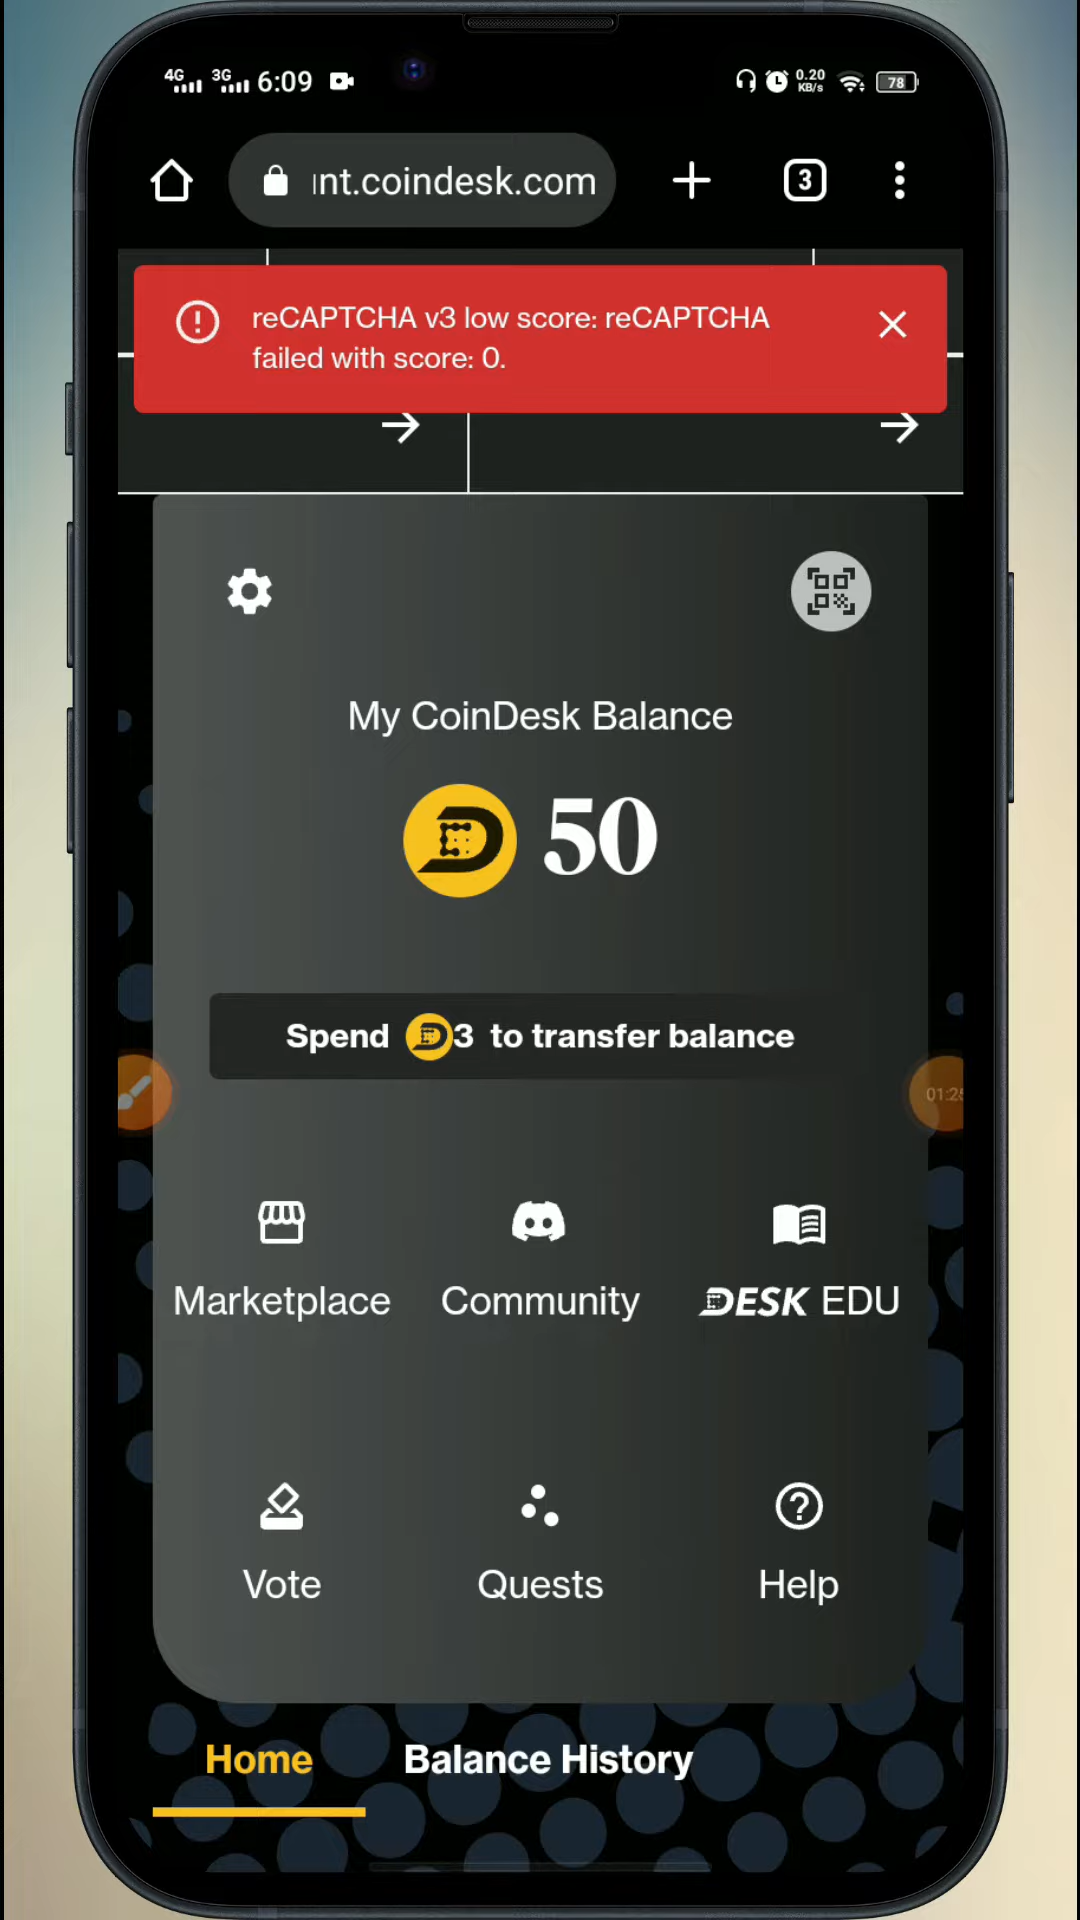 4G 3G 6:09 0.20 KB/s 78
nt.coindesk.com 3
reCAPTCHA v3 low score: reCAPTCHA
failed with score: 0.
My CoinDesk Balance
50
Spend 3 to transfer balance
Marketplace Community DESK EDU
Vote Quests Help
Home Balance History